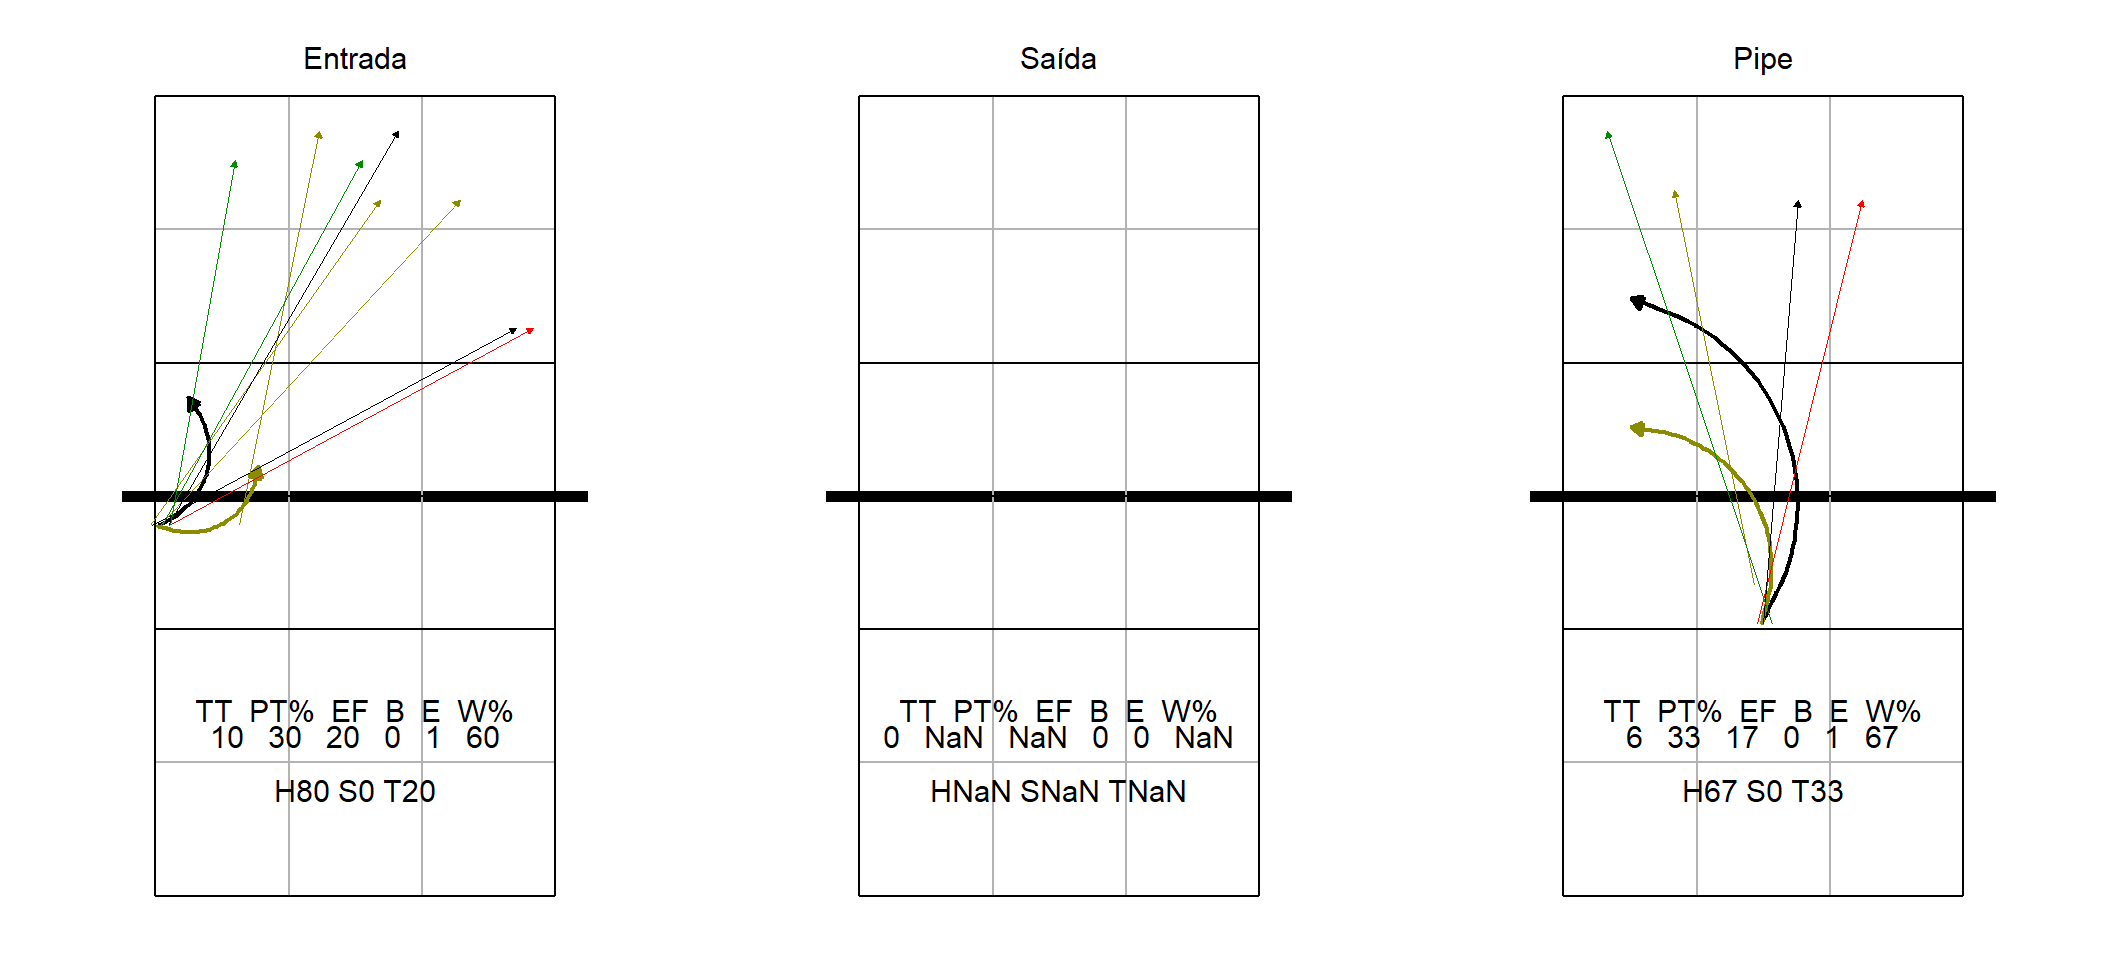 Entrada
TT PT% EF B E W%
10 30 20 0 1 60
H80 S0 T20
Saída
TT PT% EF B E W%
0 NaN NaN 0 0 NaN
HNaN SNaN TNaN
Pipe
TT PT% EF B E W%
6 33 17 0 1 67
H67 S0 T33